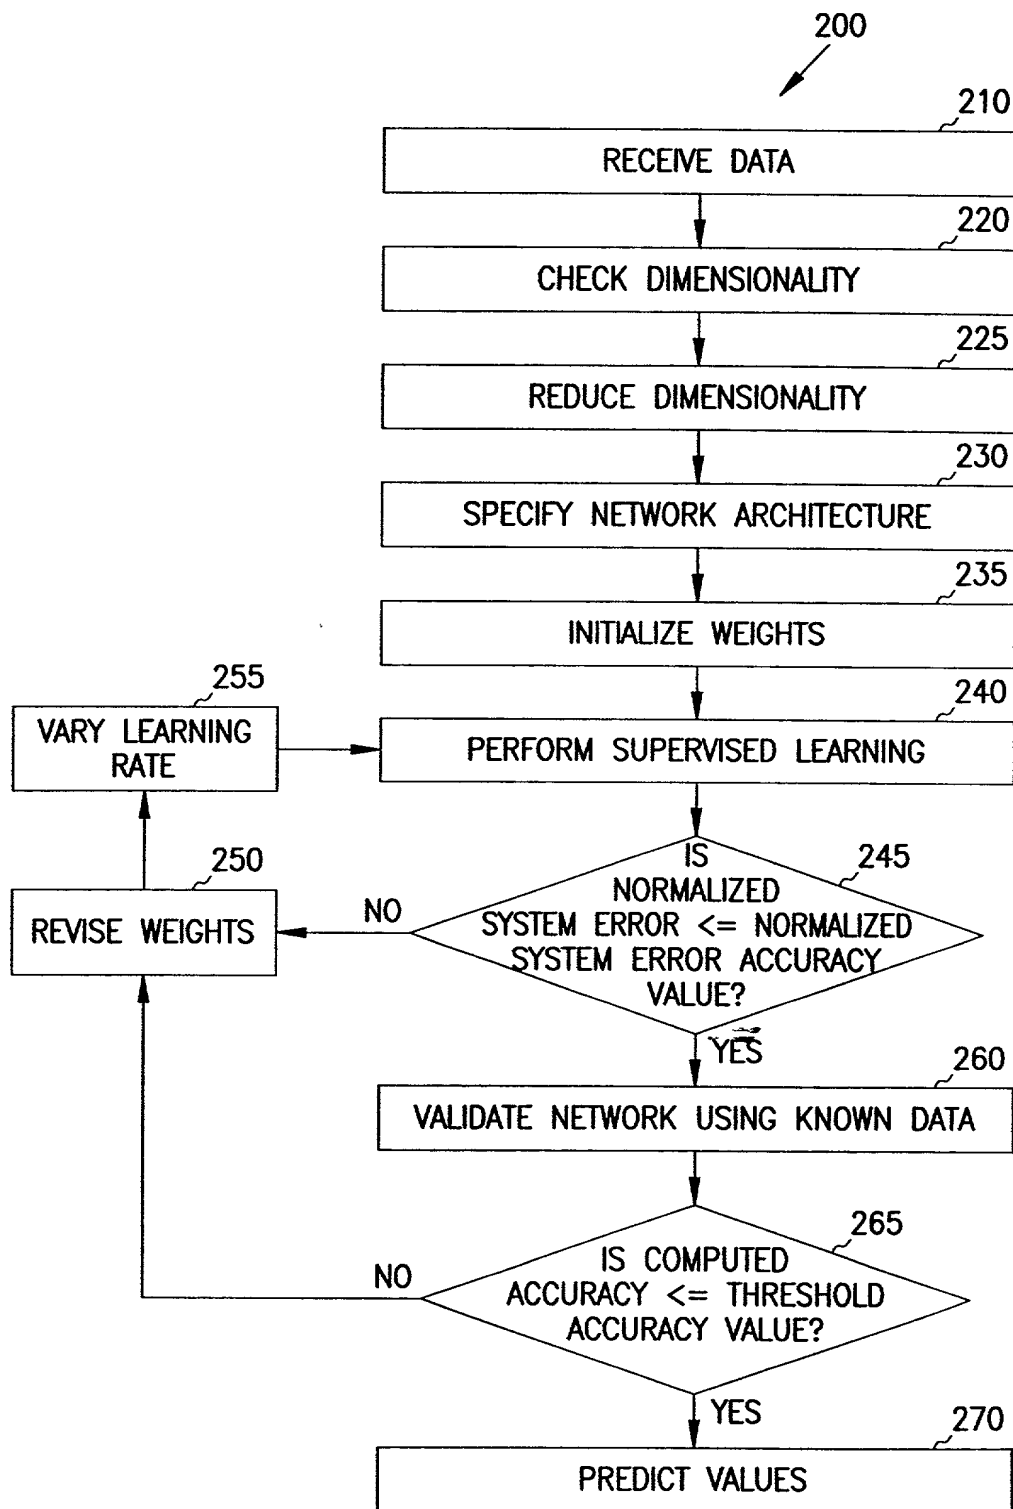 200
210
RECEIVE DATA
220
CHECK DIMENSIONALITY
225
REDUCE DIMENSIONALITY
230
SPECIFY NETWORK ARCHITECTURE
235
INITIALIZE WEIGHTS
255
VARY LEARNING
RATE
240
PERFORM SUPERVISED LEARNING
250
REVISE WEIGHTS
NO
245
IS
NORMALIZED
SYSTEM ERROR <= NORMALIZED
SYSTEM ERROR ACCURACY
VALUE?
YES
260
VALIDATE NETWORK USING KNOWN DATA
265
NO
IS COMPUTED
ACCURACY <= THRESHOLD
ACCURACY VALUE?
YES
270
PREDICT VALUES